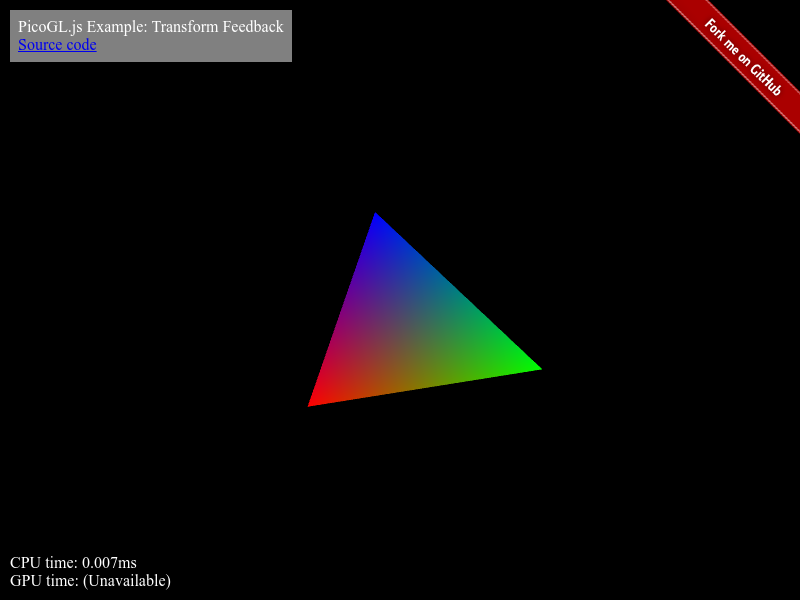 PicoGL.js Example: Transform Feedback
Source code
Fork me on GitHub
CPU time: 0.007ms
GPU time: (Unavailable)